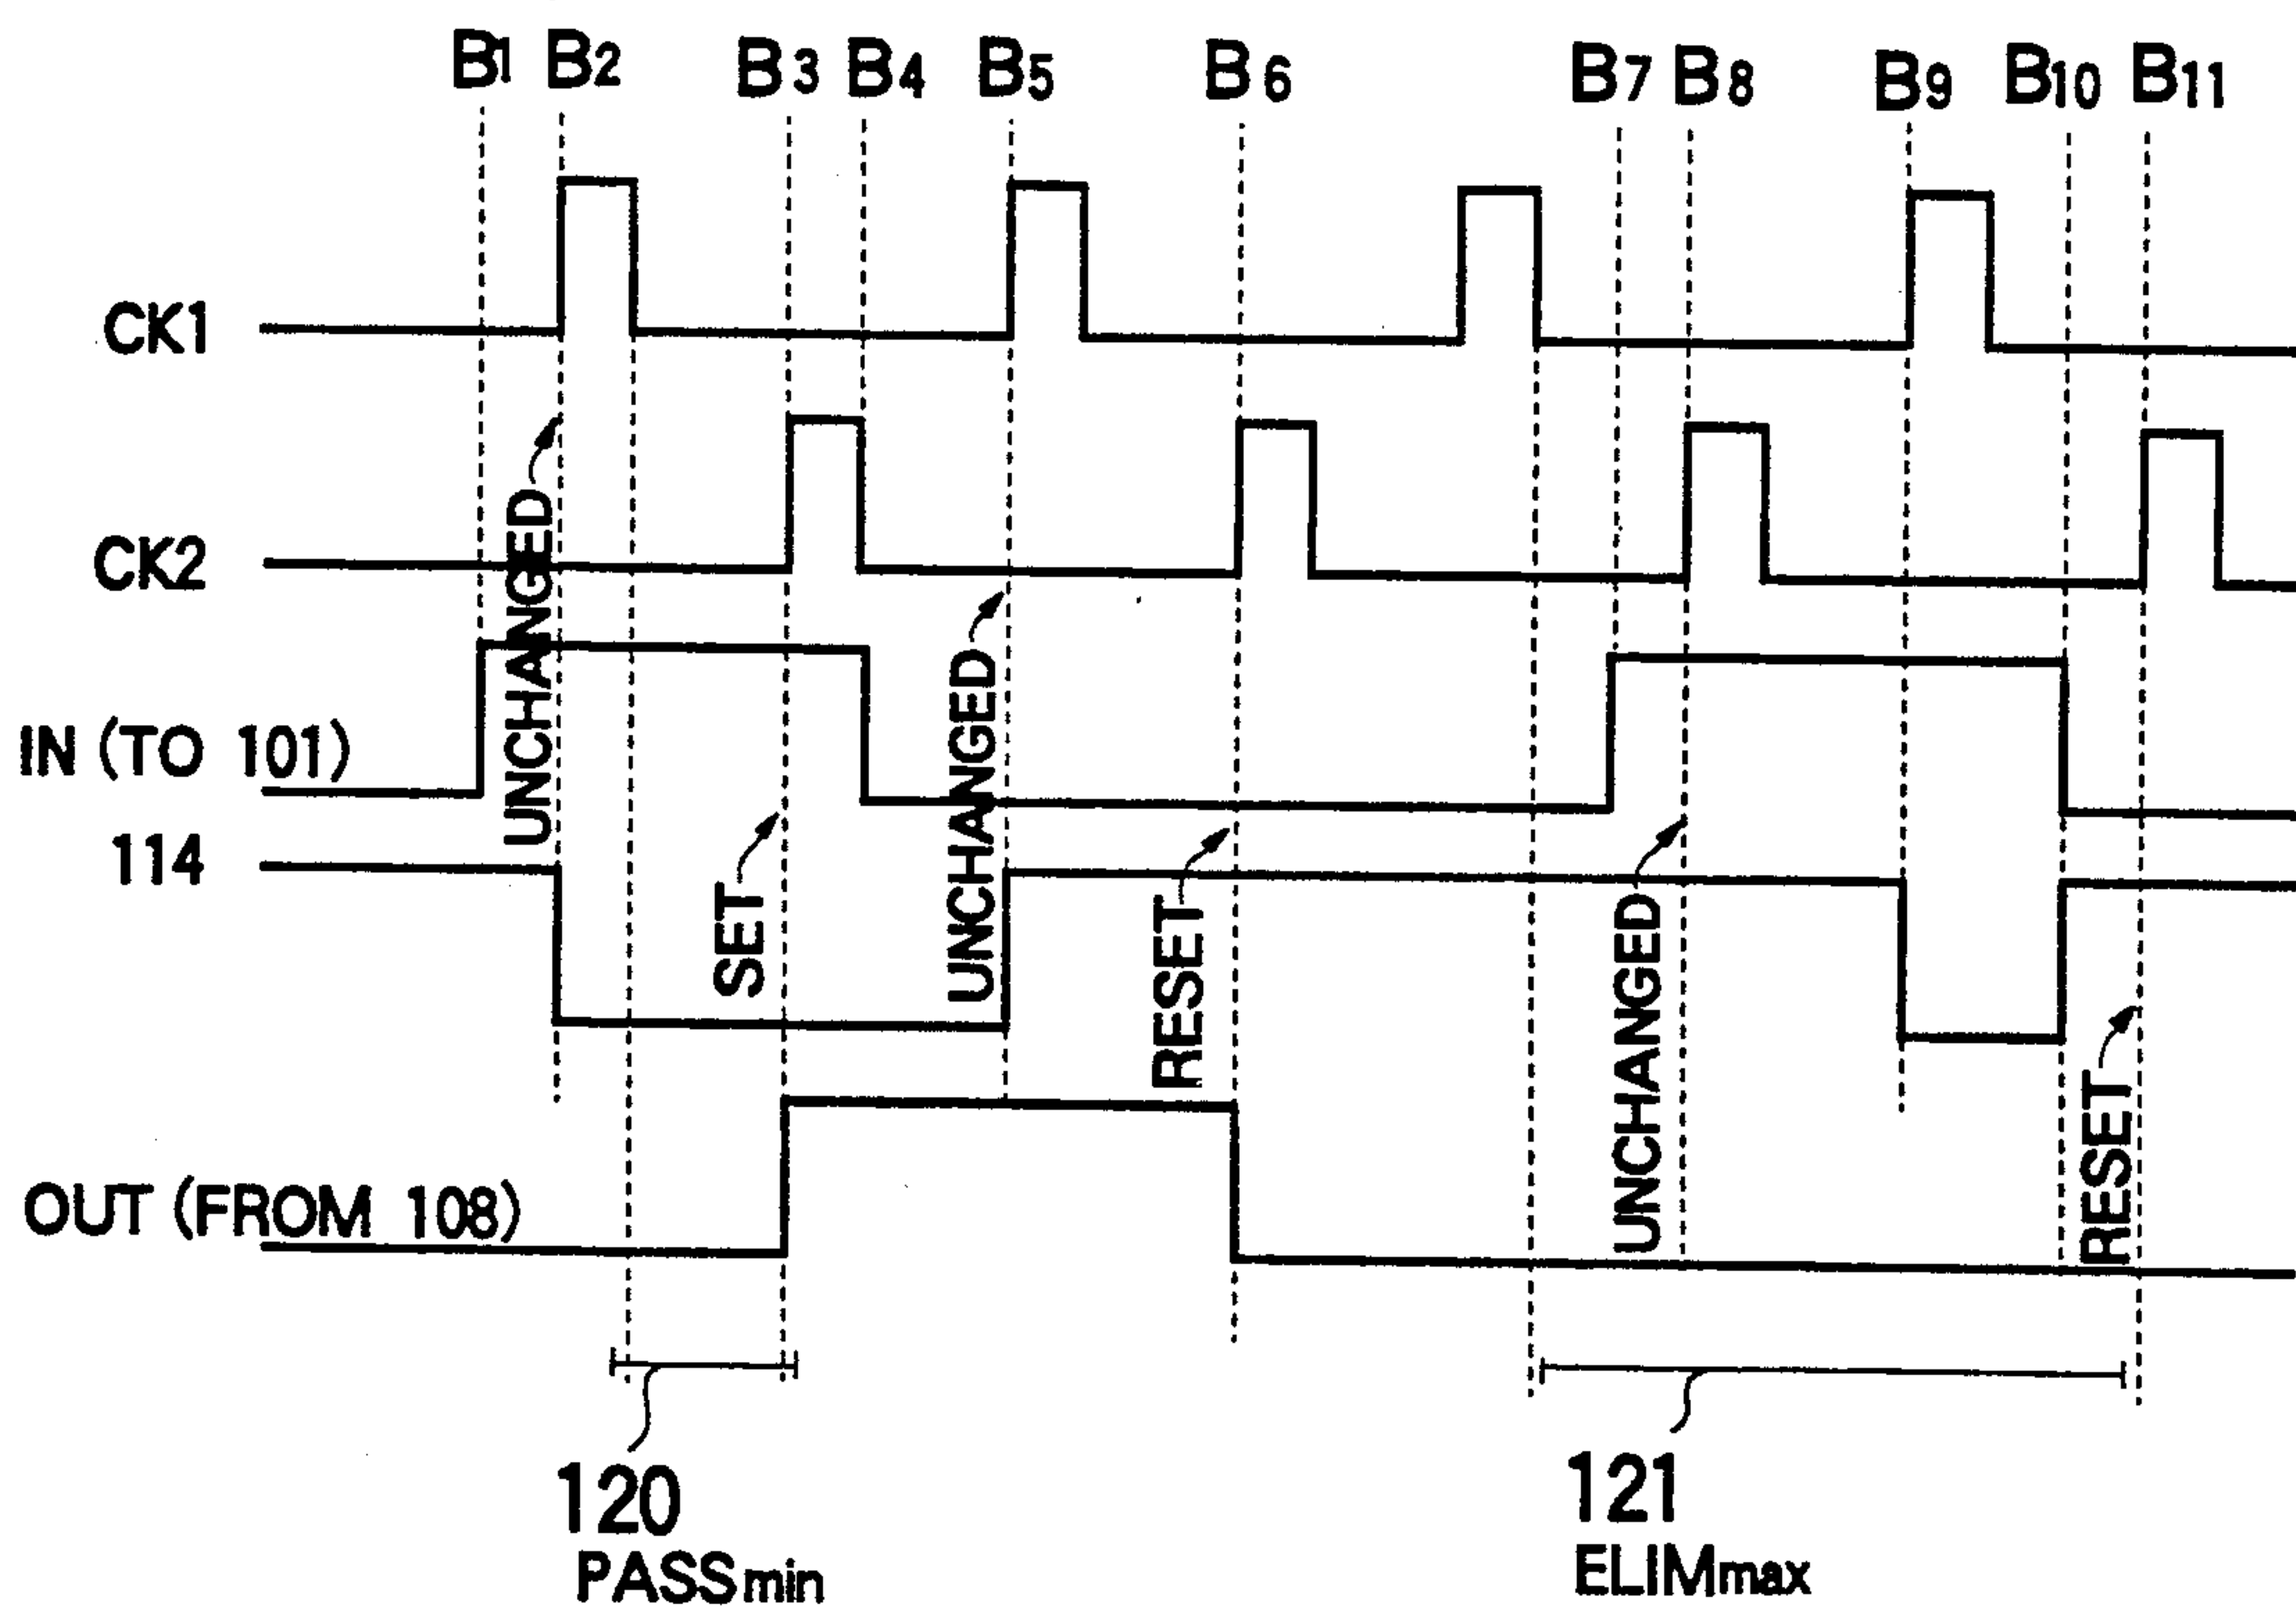 B1 B2 B3 B4 B5 B6 B7 B8 B9 B10 B11
CK1
CK2
IN (TO 101)
114
OUT (FROM 108)
UNCHANGED
SET
UNCHANGED
RESET
UNCHANGED
RESET
120
PASSmin
121
ELIMmax